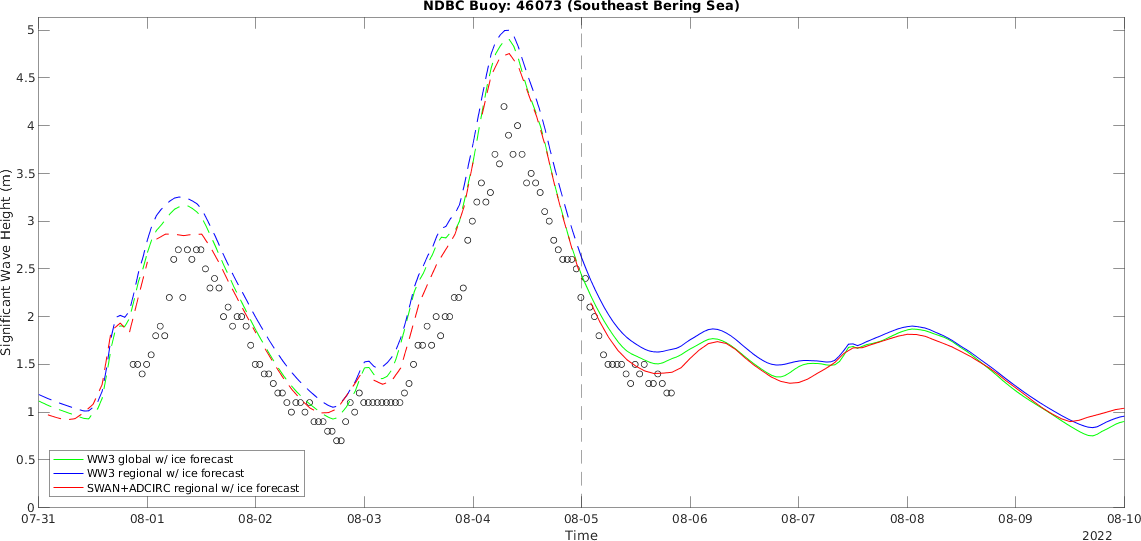 NDBC Buoy: 46073 (Southeast Bering Sea)
5
4.5
4
3.5
3
2.5
2
1.5
1
0.5
0
Significant Wave Height (m)
WW3 global w/ ice forecast
WW3 regional w/ ice forecast
SWAN+ADCIRC regional w/ ice forecast
07-31 08-01 08-02 08-03 08-04 08-05 08-06 08-07 08-08 08-09 08-10
Time
2022